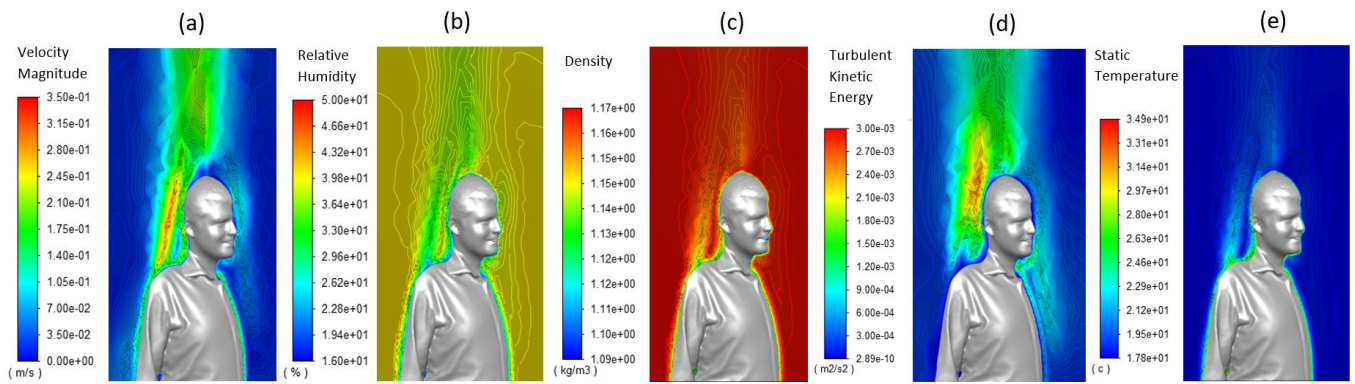 (a)
Velocity
Magnitude
3.50e-01
3.15e-01
2.80e-01
2.45e-01
2.10e-01
1.75e-01
1.40e-01
1.05e-01
7.00e-02
3.50e-02
0.00e+00
( m/s )
(b)
Relative
Humidity
5.00e+01
4.66e+01
4.32e+01
3.98e+01
3.64e+01
3.30e+01
2.96e+01
2.62e+01
2.28e+01
1.94e+01
1.60e+01
( % )
(c)
Density
1.17e+00
1.16e+00
1.15e+00
1.15e+00
1.14e+00
1.13e+00
1.12e+00
1.11e+00
1.10e+00
1.10e+00
1.09e+00
( kg/m3 )
(d)
Turbulent
Kinetic
Energy
3.00e-03
2.70e-03
2.40e-03
2.10e-03
1.80e-03
1.50e-03
1.20e-03
9.00e-04
6.00e-04
3.00e-04
2.89e-10
( m2/s2 )
(e)
Static
Temperature
3.49e+01
3.32e+01
3.15e+01
2.97e+01
2.80e+01
2.63e+01
2.46e+01
2.29e+01
2.12e+01
1.95e+01
1.78e+01
( c )